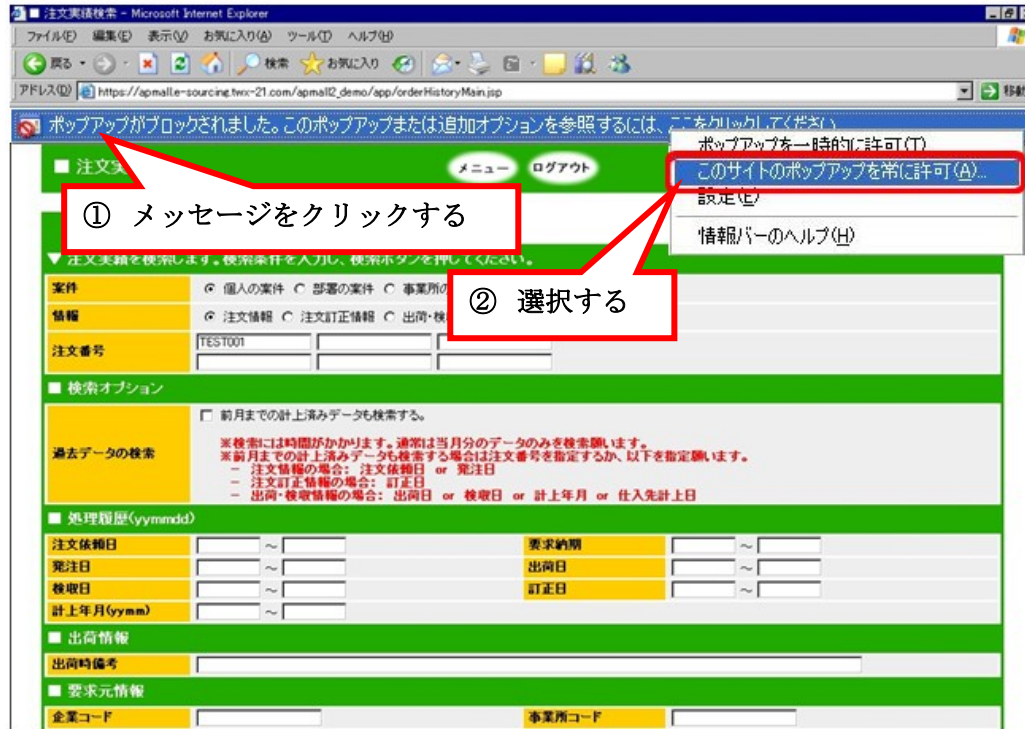 注文実績検索 - Microsoft Internet Explorer
ファイル(F) 編集(E) 表示(V) お気に入り(A) ツール(T) ヘルプ(H)
戻る 検索 お気に入り
アドレス(D) https://apmall.e-sourcing.twx-21.com/apmall2_demo/app/orderHistoryMain.jsp 移動
ポップアップがブロックされました。このポップアップまたは追加オプションを参照するには、ここをクリックしてください
ポップアップを一時的に許可(T)
このサイトのポップアップを常に許可(A)...
設定(E)
情報バーのヘルプ(H)
■ 注文実
メニュー ログアウト
① メッセージをクリックする
② 選択する
▼ 注文実績を検索します。検索条件を入力し、検索ボタンを押してください。
案件 個人の案件 部署の案件 事業所の
情報 注文情報 注文訂正情報 出荷・検
注文番号 TEST001
■ 検索オプション
過去データの検索 前月までの計上済みデータも検索する。
※検索には時間がかかります。通常は当月分のデータのみを検索願います。
※前月までの計上済みデータも検索する場合は注文番号を指定するか、以下を指定願います。
- 注文情報の場合: 注文依頼日 or 発注日
- 注文訂正情報の場合: 訂正日
- 出荷・検収情報の場合: 出荷日 or 検収日 or 計上年月 or 仕入先計上日
■ 処理履歴(yymmdd)
注文依頼日 ～ 要求納期 ～
発注日 ～ 出荷日 ～
検収日 ～ 訂正日 ～
計上年月(yymm) ～
■ 出荷情報
出荷時備考
■ 要求元情報
企業コード 事業所コード